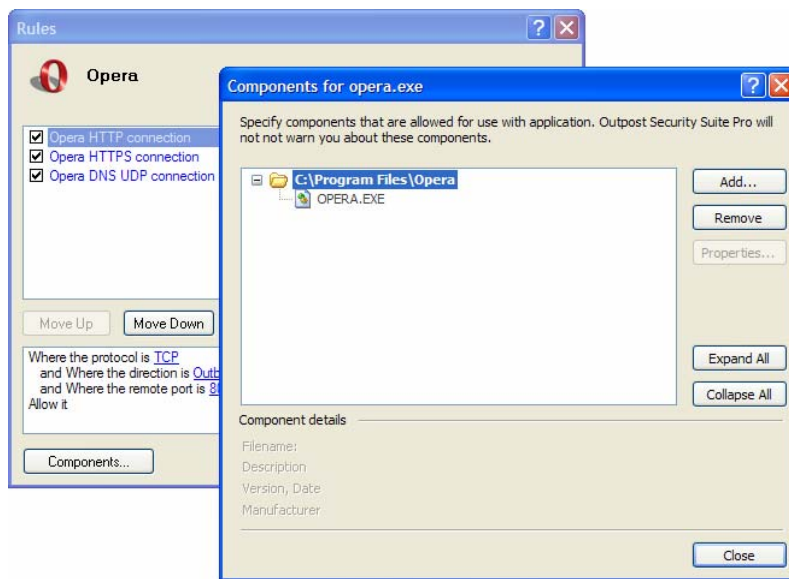 Rules
Opera
Opera HTTP connection
Opera HTTPS connection
Opera DNS UDP connection
Move Up
Move Down
Where the protocol is TCP
and Where the direction is
and Where the remote port is
Allow it
Components...
Components for opera.exe
Specify components that are allowed for use with application. Outpost Security Suite Pro will
not not warn you about these components.
C:\Program Files\Opera
OPERA.EXE
Add...
Remove
Properties...
Expand All
Collapse All
Component details
Filename:
Description
Version, Date
Manufacturer
Close